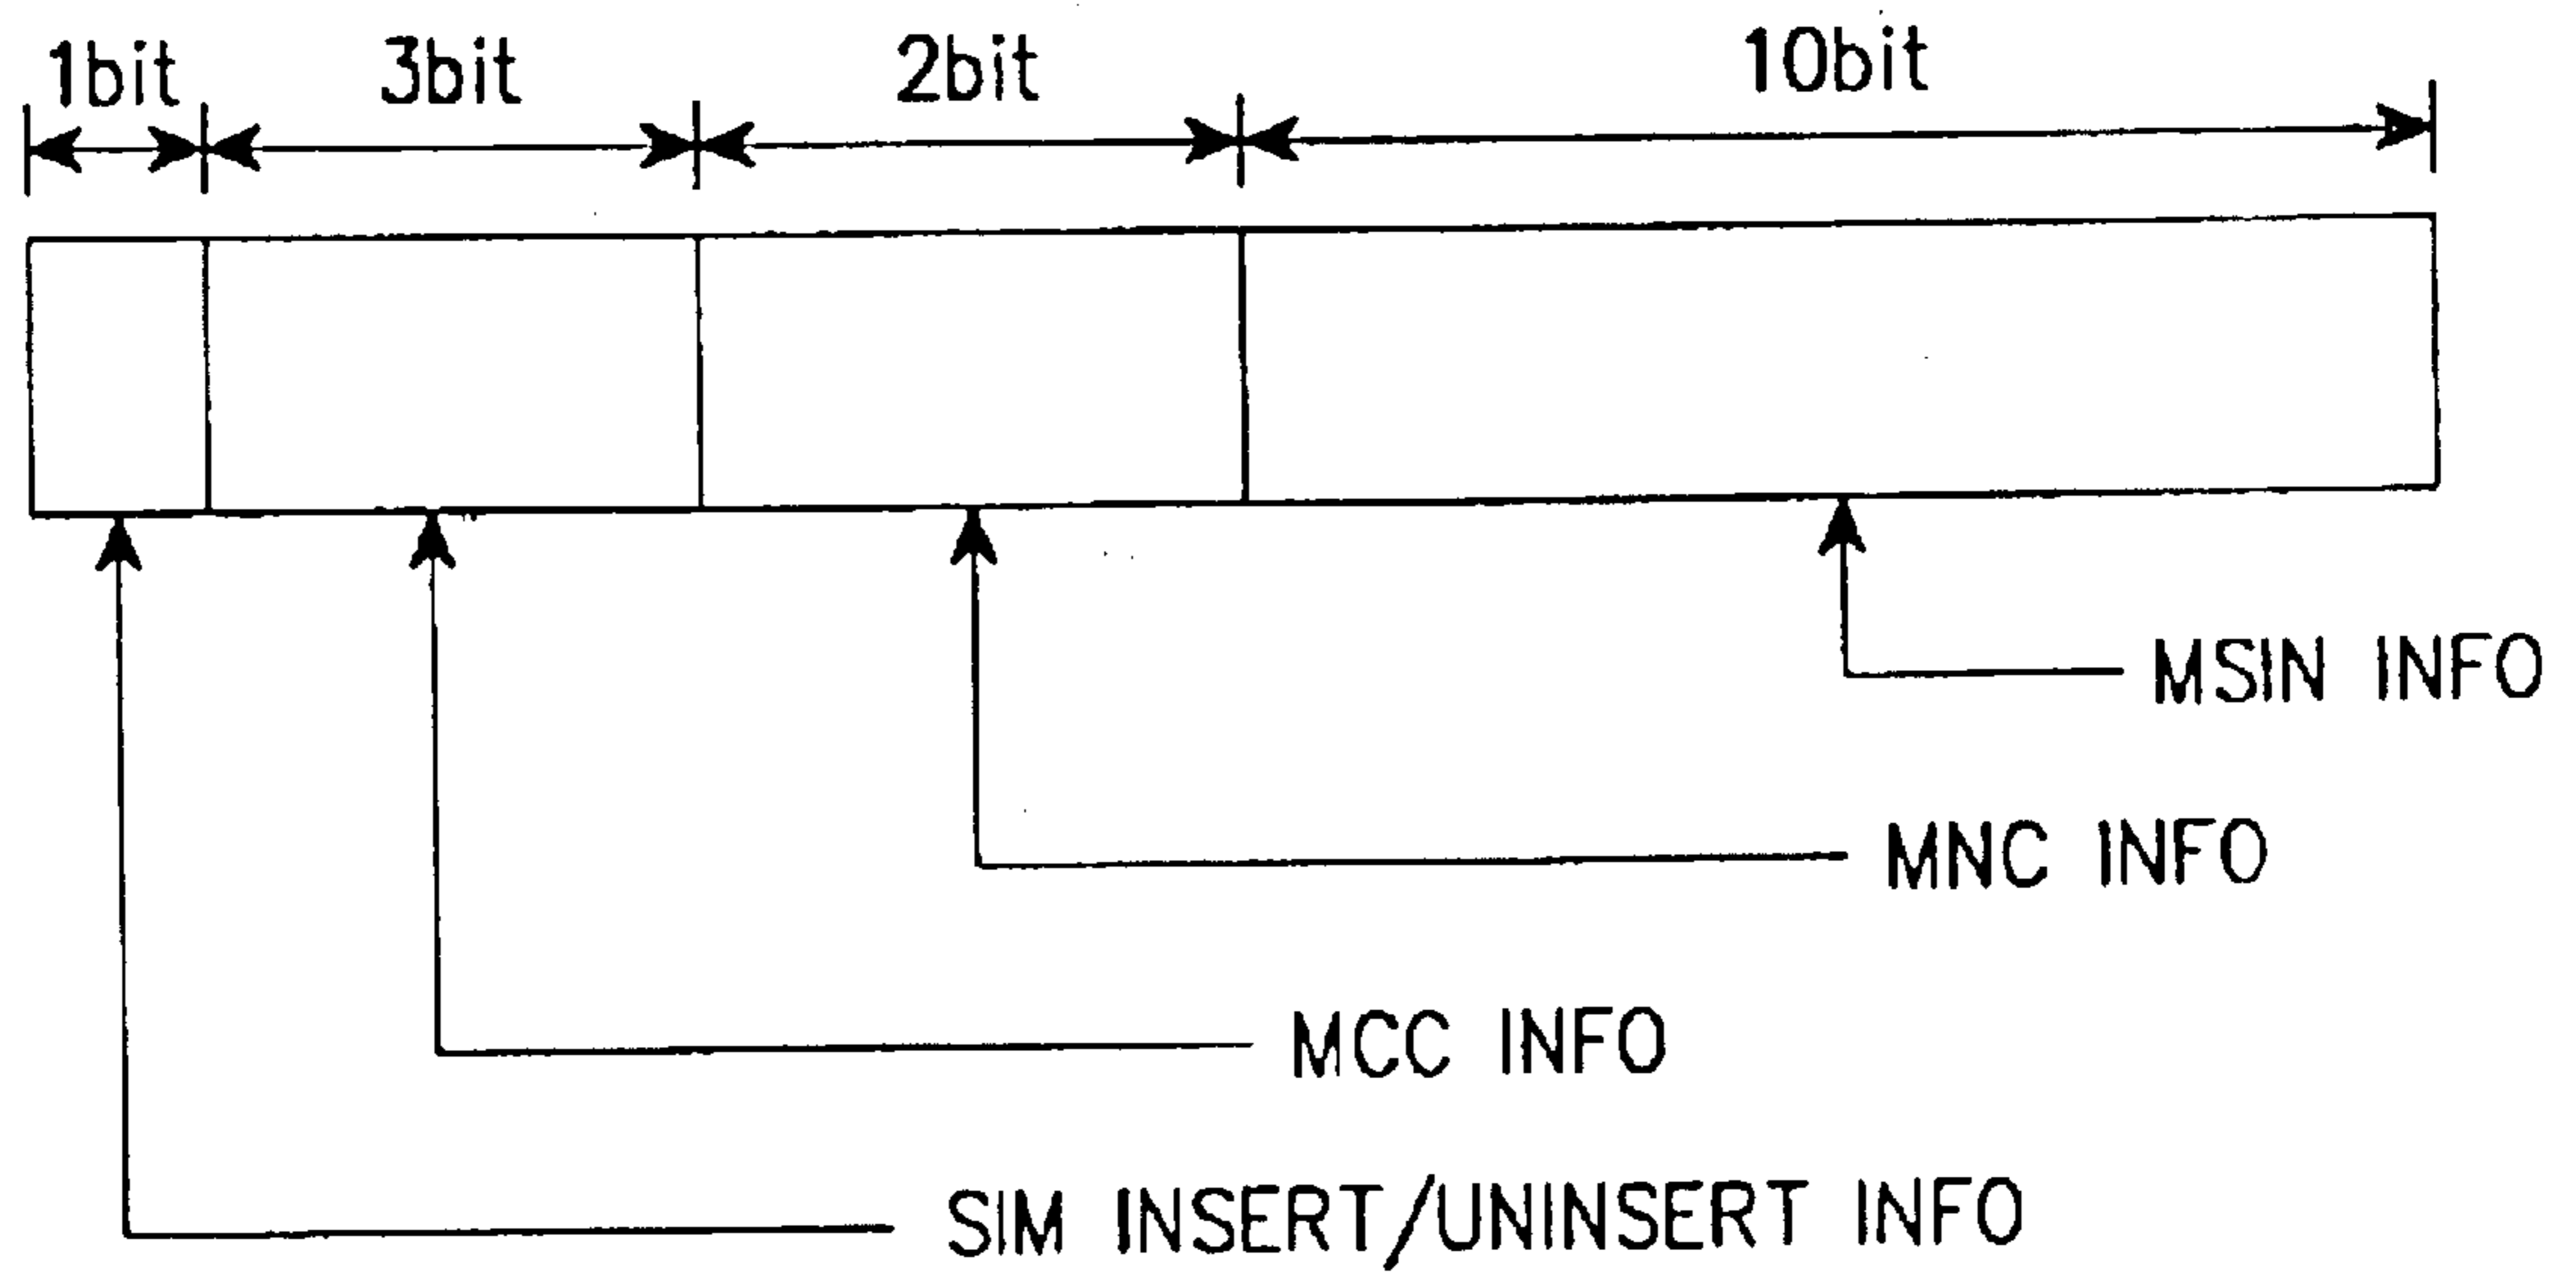 1bit
3bit
2bit
10bit
MSIN INFO
MNC INFO
MCC INFO
SIM INSERT/UNINSERT INFO